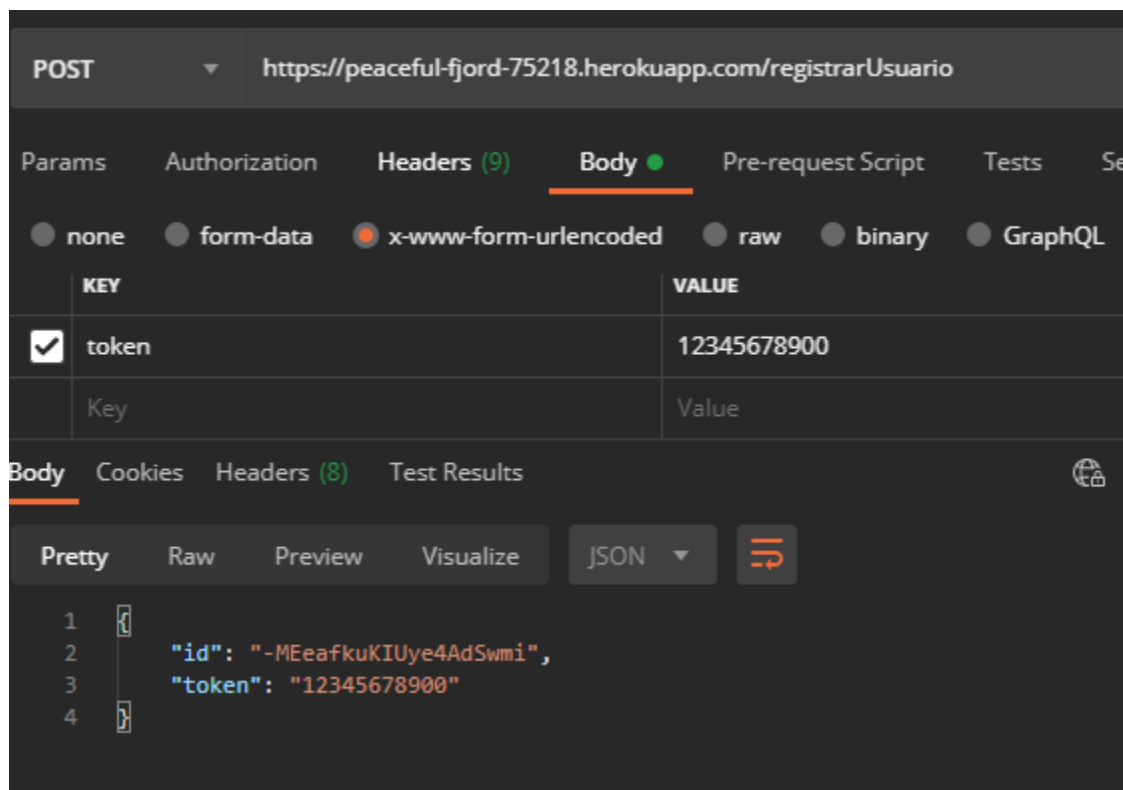 POST https://peaceful-fjord-75218.herokuapp.com/registrarUsuario
Params Authorization Headers (9) Body Pre-request Script Tests Se
none form-data x-www-form-urlencoded raw binary GraphQL
KEY VALUE
token 12345678900
Key Value
Body Cookies Headers (8) Test Results
Pretty Raw Preview Visualize JSON
1 {
2 "id": "-MEeafkuKIUye4AdSwmi",
3 "token": "12345678900"
4 }